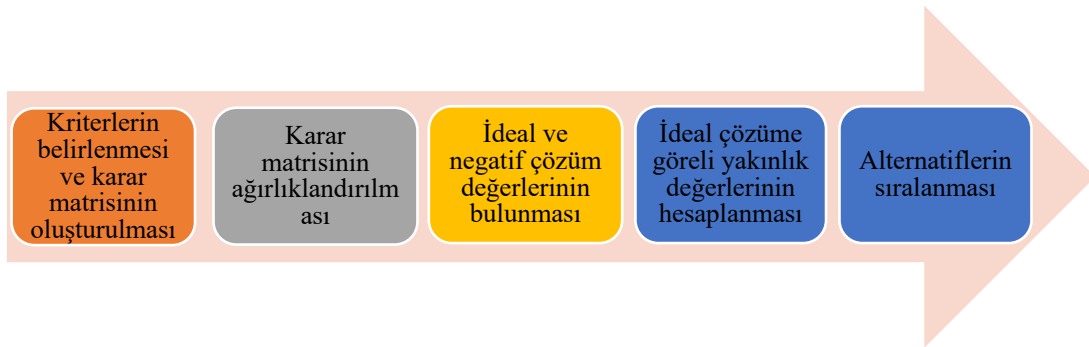 Kriterlerin
belirlenmesi
ve karar
matrisinin
oluşturulması
Karar
matrisinin
ağırlıklandırılm
ası
İdeal ve
negatif çözüm
değerlerinin
bulunması
İdeal çözüme
göreli yakınlık
değerlerinin
hesaplanması
Alternatiflerin
sıralanması